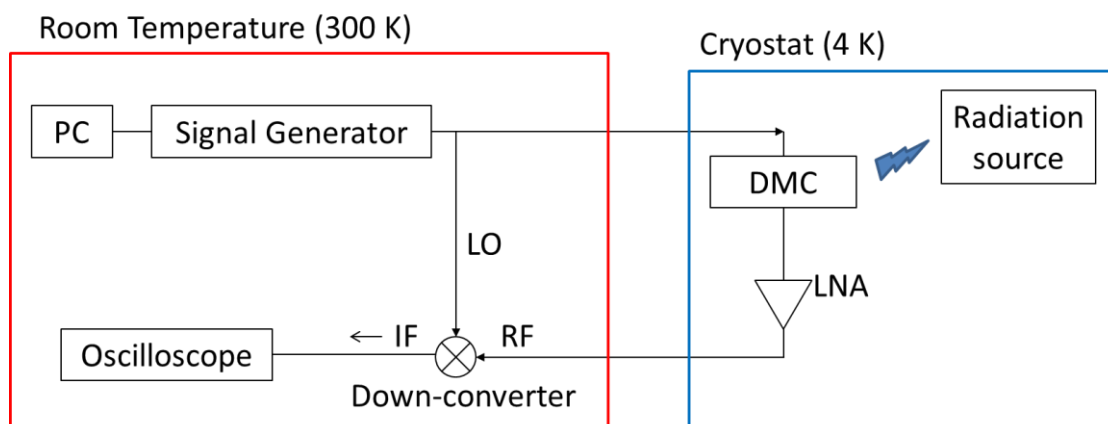 Room Temperature (300 K)
Cryostat (4 K)
PC
Signal Generator
Radiation
source
DMC
LO
LNA
← IF
RF
Oscilloscope
Down-converter